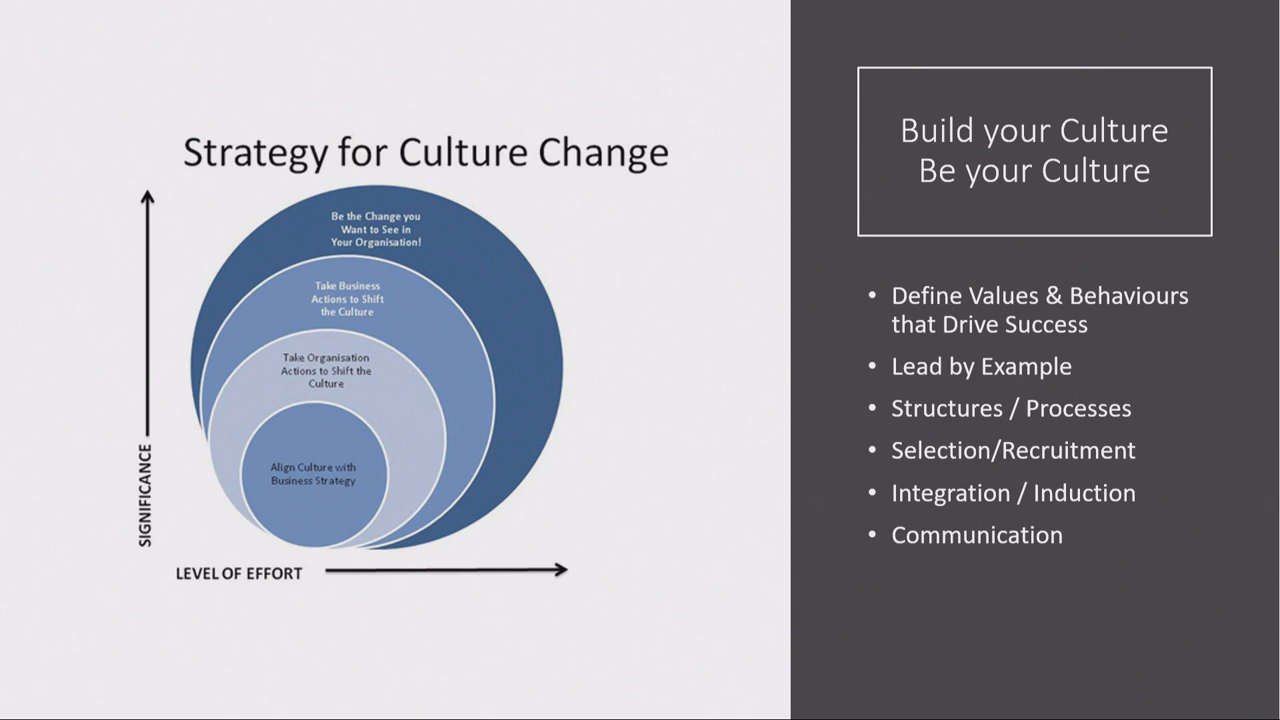 Strategy for Culture Change
Be the Change you
Want to See in
Your Organisation!
Take Business
Actions to Shift
the Culture
Take Organisation
Actions to Shift the
Culture
Align Culture with
Business Strategy
SIGNIFICANCE
LEVEL OF EFFORT
Build your Culture
Be your Culture
• Define Values & Behaviours
that Drive Success
• Lead by Example
• Structures / Processes
• Selection/Recruitment
• Integration / Induction
• Communication